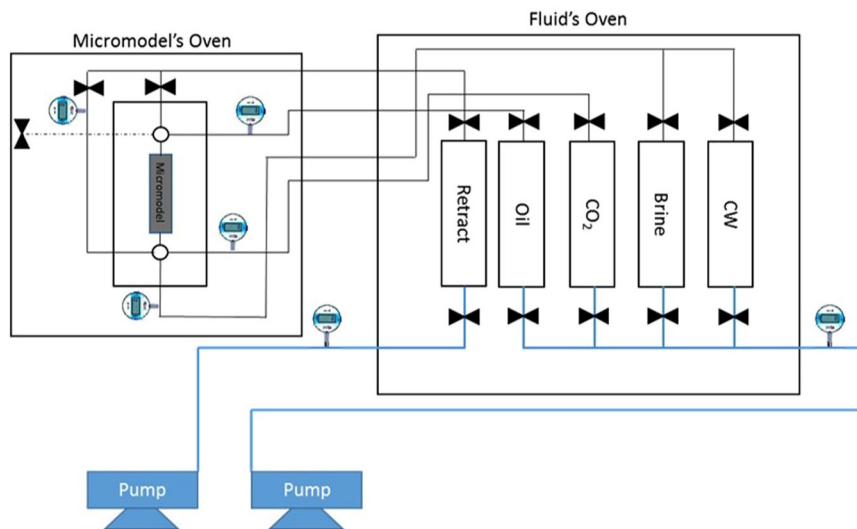 Fluid's Oven
Micromodel's Oven
Micromodel
Retract
Oil
CO₂
Brine
CW
Pump
Pump